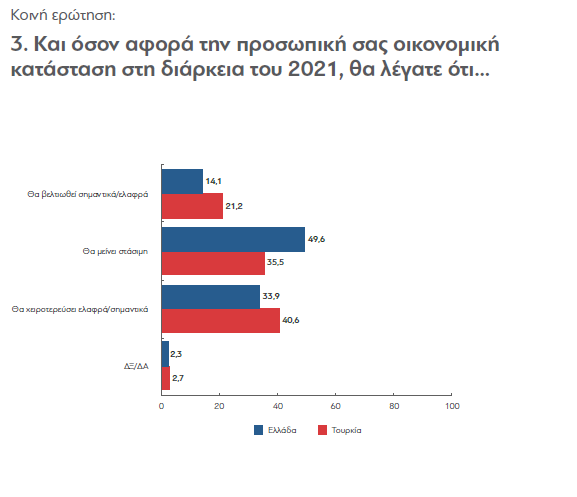 Κοινή ερώτηση:
3. Και όσον αφορά την προσωπική σας οικονομική
κατάσταση στη διάρκεια του 2021, θα λέγατε ότι...
Θα βελτιωθεί σημαντικά/ελαφρά
14,1
21,2
Θα μείνει στάσιμη
49,6
35,5
Θα χειροτερεύσει ελαφρά/σημαντικά
33,9
40,6
ΔΞ/ΔΑ
2,3
2,7
0 20 40 60 80 100
Ελλάδα Τουρκία